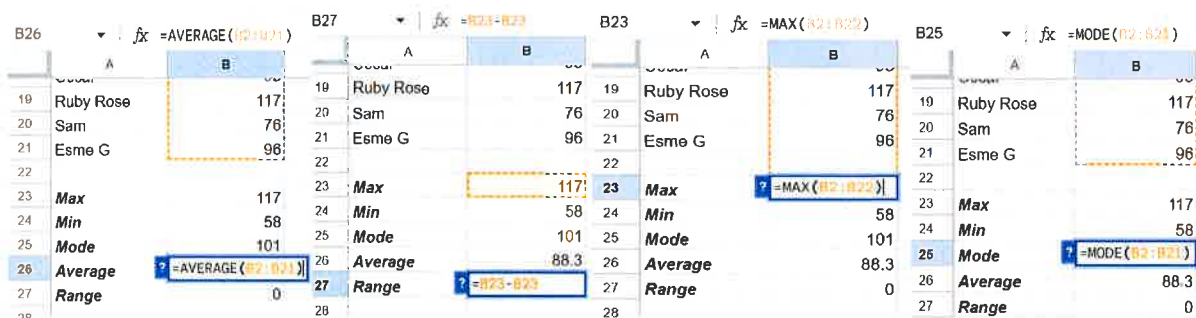 B26 fx =AVERAGE(B2:B21)
A B
19 Ruby Rose 117
20 Sam 76
21 Esme G 96
22
23 Max 117
24 Min 58
25 Mode 101
26 Average ? =AVERAGE(B2:B21)
27 Range 0
28
B27 fx =B23-B23
A B
19 Ruby Rose 117
20 Sam 76
21 Esme G 96
22
23 Max 117
24 Min 58
25 Mode 101
26 Average 88.3
27 Range ? =B23-B23
28
B23 fx =MAX(B2:B22)
A B
19 Ruby Rose 117
20 Sam 76
21 Esme G 96
22
23 Max ? =MAX(B2:B22)
24 Min 58
25 Mode 101
26 Average 88.3
27 Range 0
28
B25 fx =MODE(B2:B21)
A B
19 Ruby Rose 117
20 Sam 76
21 Esme G 96
22
23 Max 117
24 Min 58
25 Mode ? =MODE(B2:B21)
26 Average 88.3
27 Range 0